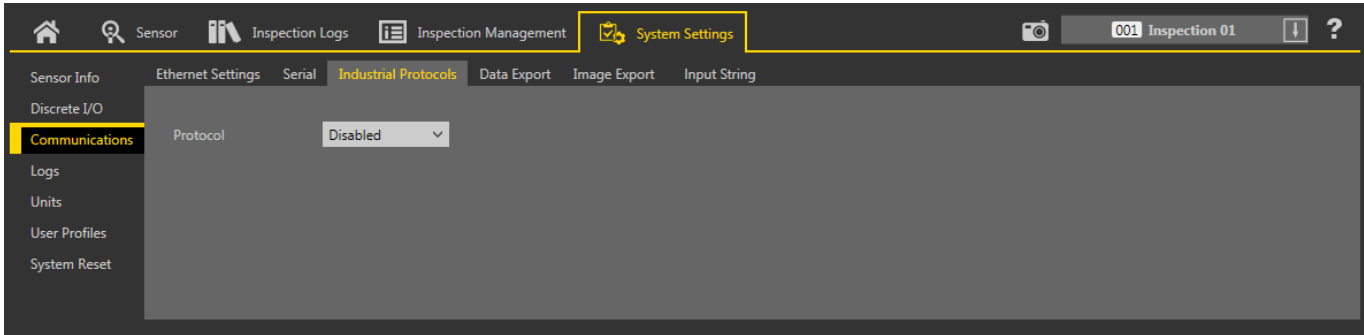 Sensor Inspection Logs Inspection Management System Settings 001 Inspection 01 ?
Sensor Info Ethernet Settings Serial Industrial Protocols Data Export Image Export Input String
Discrete I/O
Communications Protocol Disabled
Logs
Units
User Profiles
System Reset